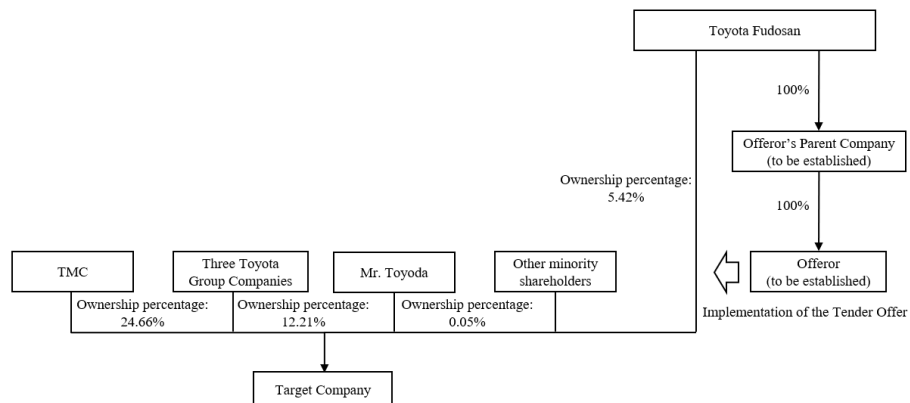 Toyota Fudosan
100%
Offeror's Parent Company
(to be established)
Ownership percentage:
5.42%
100%
TMC
Three Toyota
Group Companies
Mr. Toyoda
Other minority
shareholders
Offeror
(to be established)
Ownership percentage:
24.66%
Ownership percentage:
12.21%
Ownership percentage:
0.05%
Implementation of the Tender Offer
Target Company